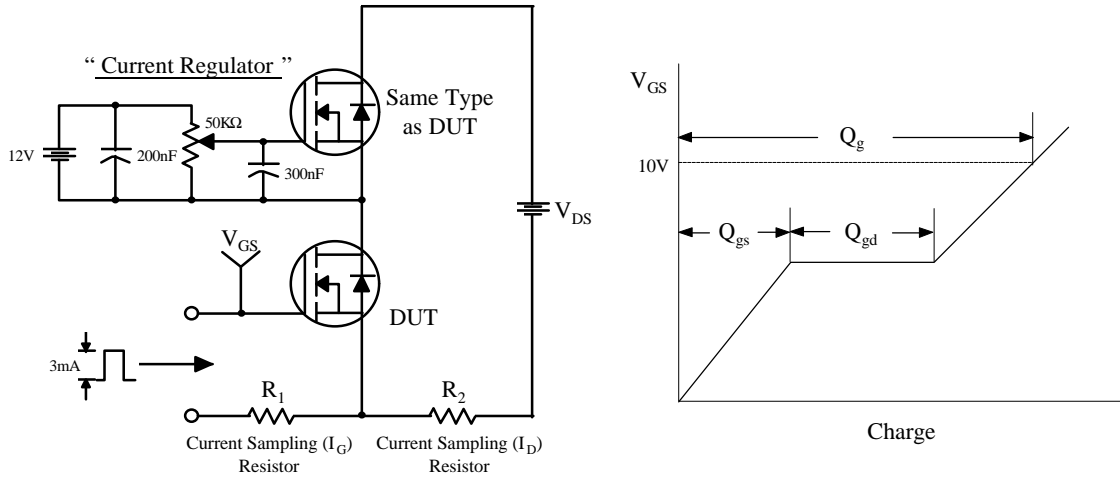 “ Current Regulator ”
Same Type
as DUT
50KΩ
12V
200nF
300nF
V_DS
V_GS
DUT
3mA
R_1
R_2
Current Sampling (I_G)
Resistor
Current Sampling (I_D)
Resistor
V_GS
Q_g
10V
Q_gs
Q_gd
Charge